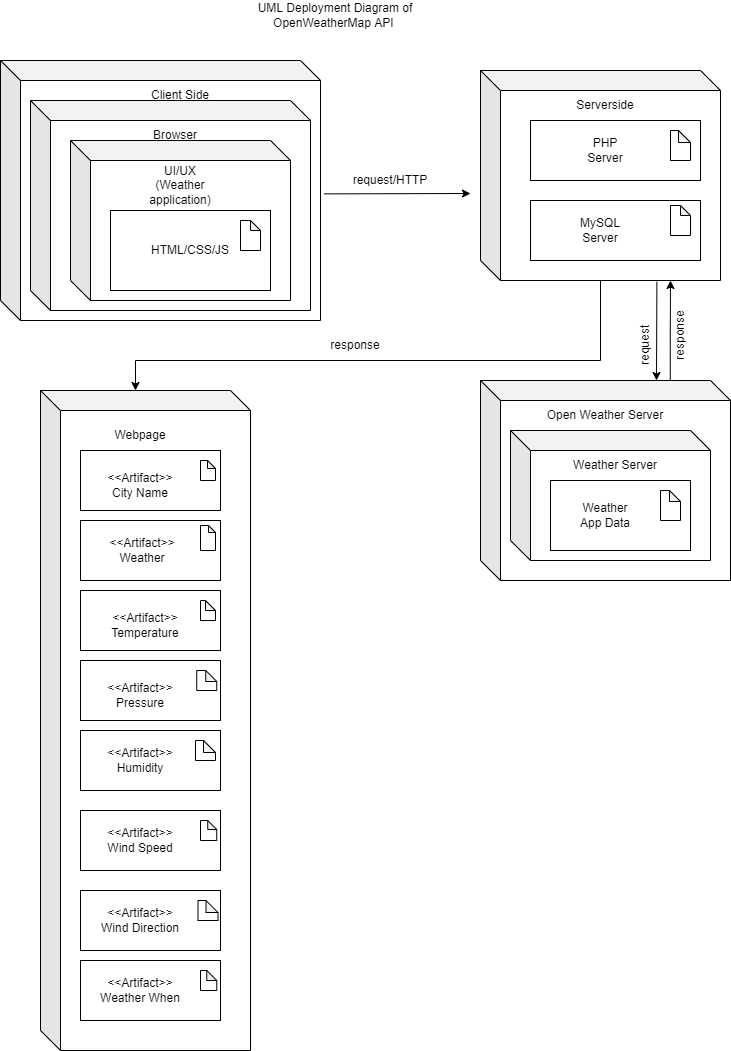 UML Deployment Diagram of
OpenWeatherMap API
Client Side
Browser
UI/UX
(Weather
application)
HTML/CSS/JS
request/HTTP
Serverside
PHP
Server
MySQL
Server
response
request
response
Open Weather Server
Weather Server
Weather
App Data
Webpage
<<Artifact>>
City Name
<<Artifact>>
Weather
<<Artifact>>
Temperature
<<Artifact>>
Pressure
<<Artifact>>
Humidity
<<Artifact>>
Wind Speed
<<Artifact>>
Wind Direction
<<Artifact>>
Weather When